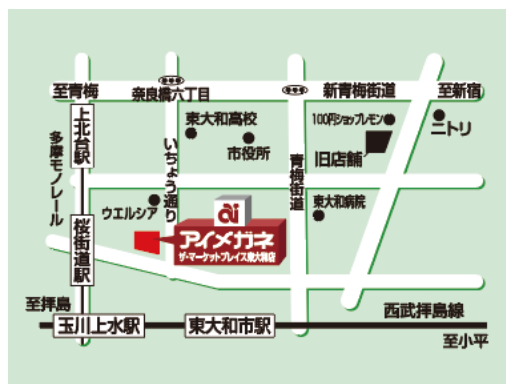 至青梅
奈良橋六丁目
新青梅街道
至新宿
上北台駅
東大和高校
100円ショップレモン
ニトリ
市役所
旧店舗
多摩モノレール
いちょう通り
青梅街道
ウエルシア
ai
東大和病院
桜街道駅
アイメガネ
ザ・マーケットプレイス東大和店
至拝島
西武拝島線
玉川上水駅
東大和市駅
至小平